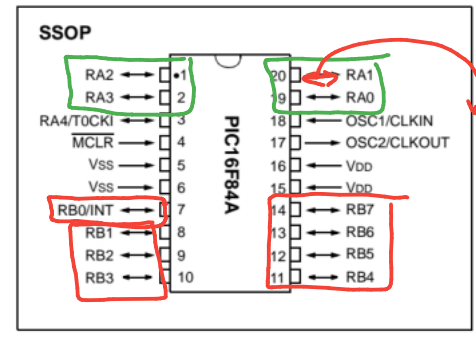 SSOP
RA2 •1 20 RA1
RA3 2 19 RA0
RA4/T0CKI 3 18 OSC1/CLKIN
MCLR 4 17 OSC2/CLKOUT
VSS 5 16 VDD
VSS 6 15 VDD
RB0/INT 7 14 RB7
RB1 8 13 RB6
RB2 9 12 RB5
RB3 10 11 RB4
PIC16F84A